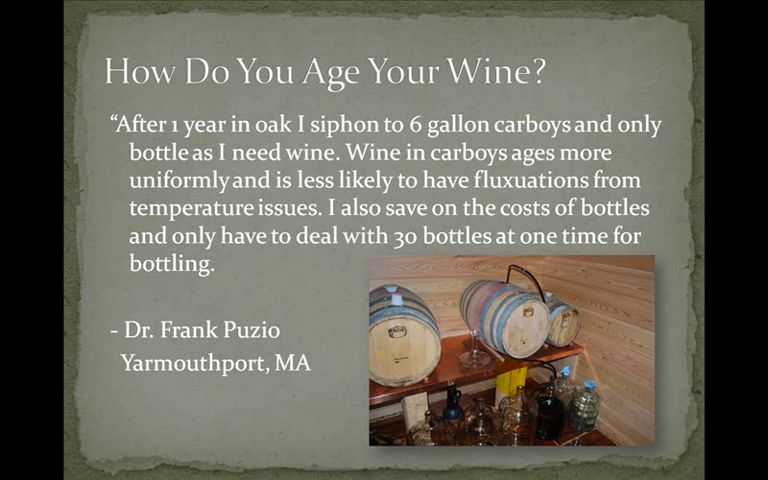 How Do You Age Your Wine?
“After 1 year in oak I siphon to 6 gallon carboys and only
bottle as I need wine. Wine in carboys ages more
uniformly and is less likely to have fluxuations from
temperature issues. I also save on the costs of bottles
and only have to deal with 30 bottles at one time for
bottling.
- Dr. Frank Puzio
Yarmouthport, MA